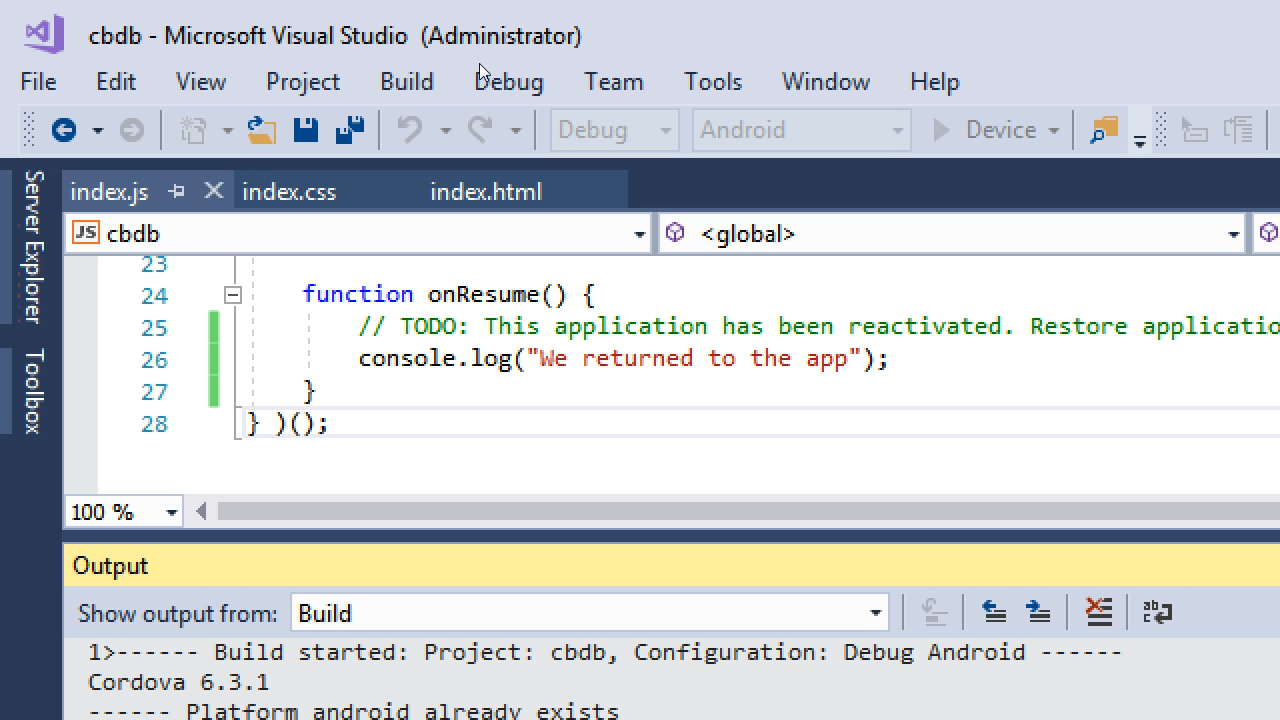 cbdb - Microsoft Visual Studio (Administrator)
File Edit View Project Build Debug Team Tools Window Help
Debug Android Device
Server Explorer
Toolbox
index.js index.css index.html
JS cbdb <global>
23
24 function onResume() {
25 // TODO: This application has been reactivated. Restore applicatio
26 console.log("We returned to the app");
27 }
28 } )();
100 %
Output
Show output from: Build
1>------ Build started: Project: cbdb, Configuration: Debug Android ------
Cordova 6.3.1
------ Platform android already exists